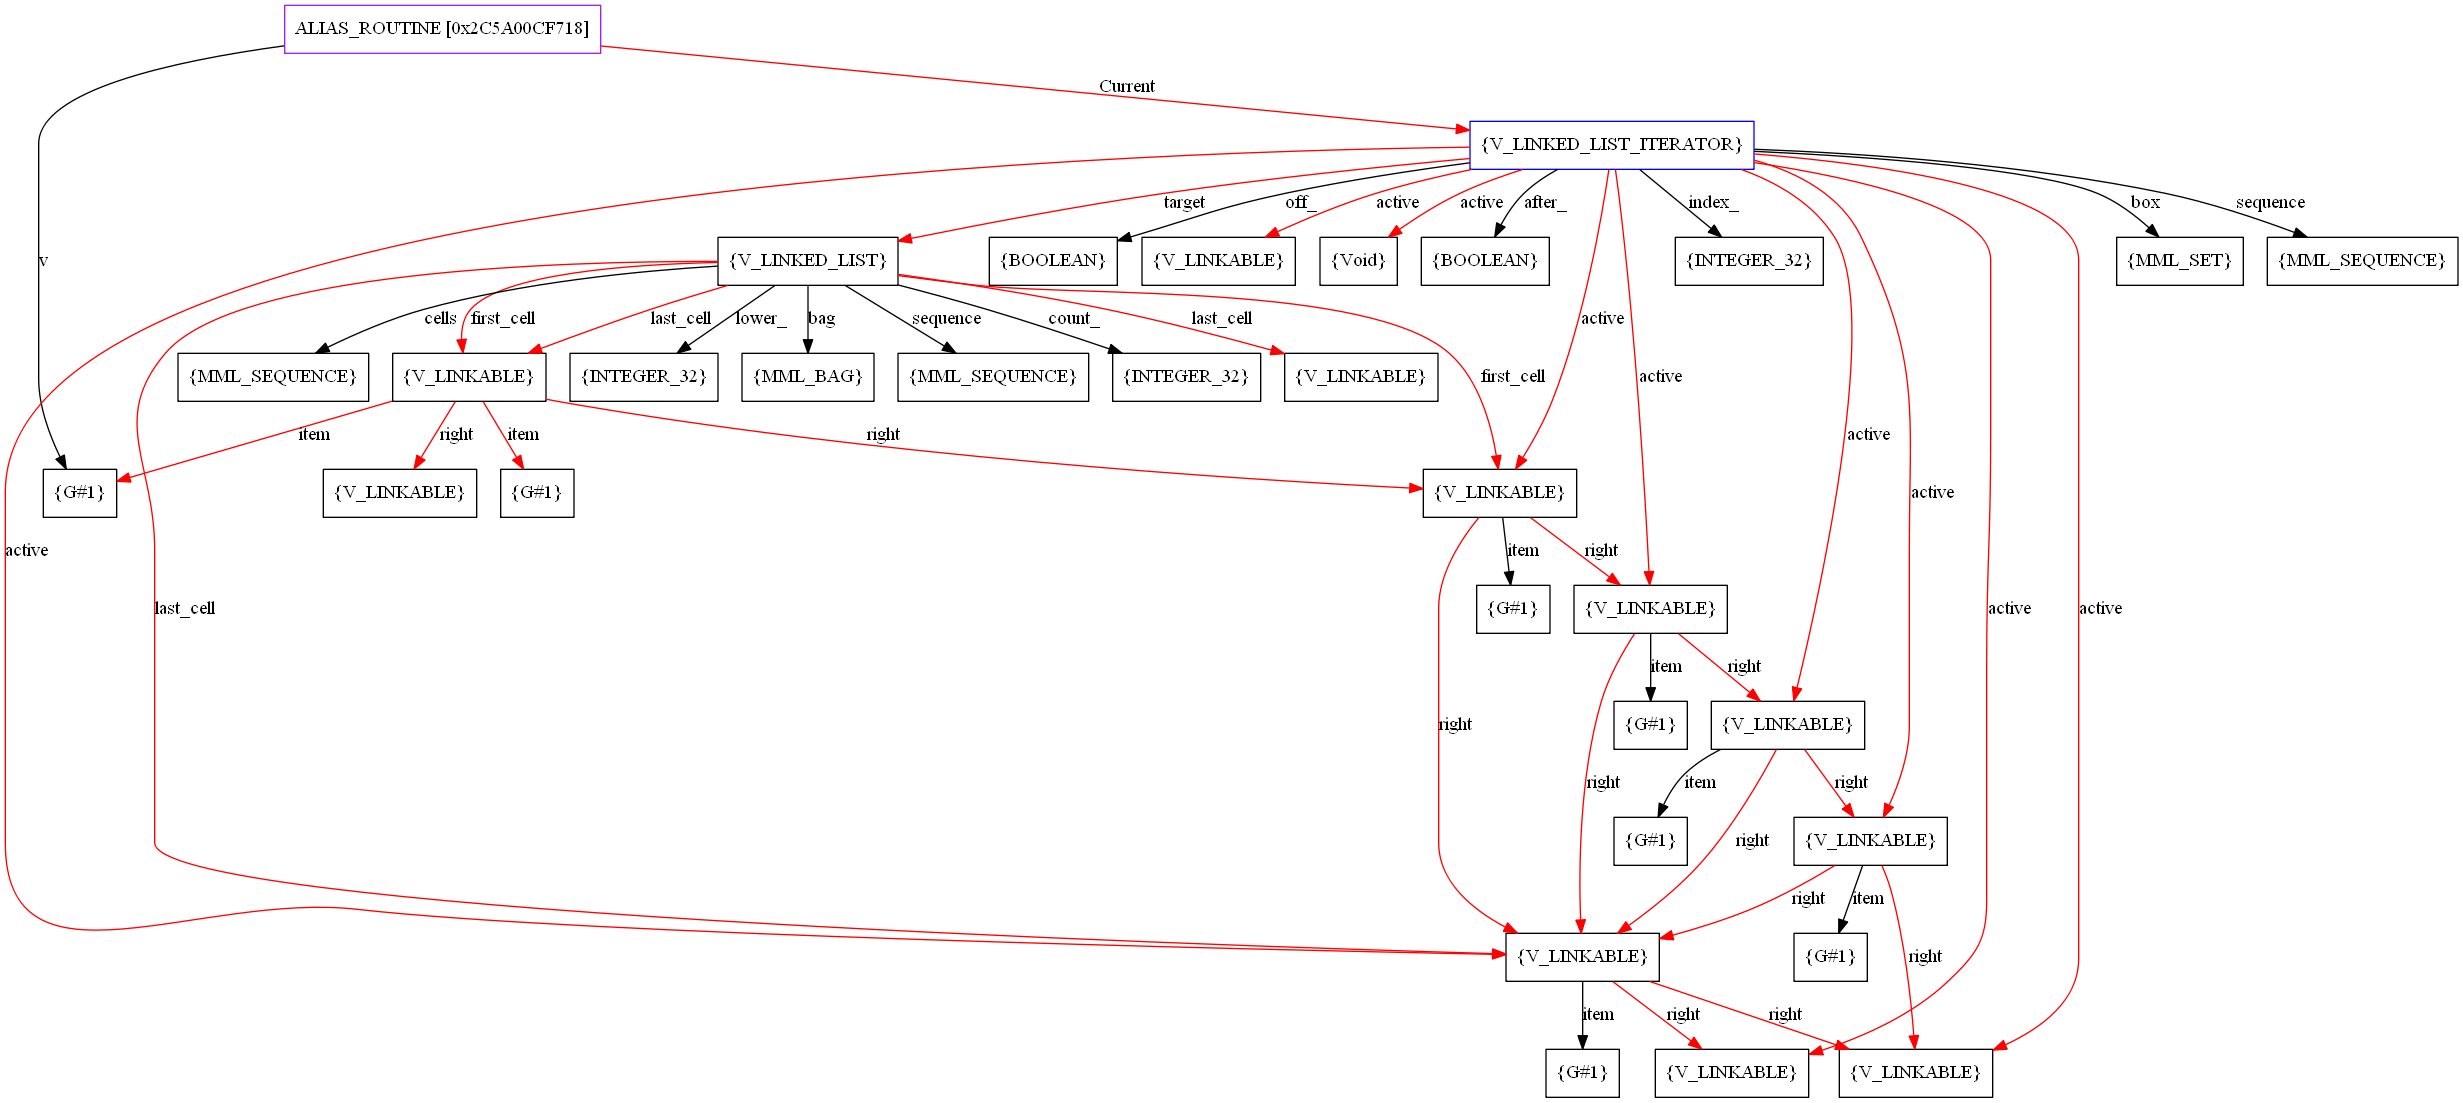 ALIAS_ROUTINE [0x2C5A00CF718]
Current
{V_LINKED_LIST_ITERATOR}
target
off_
active
active
after_
index_
box
sequence
v
{V_LINKED_LIST}
{BOOLEAN}
{V_LINKABLE}
{Void}
{BOOLEAN}
{INTEGER_32}
{MML_SET}
{MML_SEQUENCE}
cells
first_cell
last_cell
lower_
bag
sequence
count_
last_cell
active
{MML_SEQUENCE}
{V_LINKABLE}
{INTEGER_32}
{MML_BAG}
{MML_SEQUENCE}
{INTEGER_32}
{V_LINKABLE}
first_cell
active
item
right
item
right
active
{G#1}
{V_LINKABLE}
{G#1}
{V_LINKABLE}
active
active
item
right
last_cell
{G#1}
{V_LINKABLE}
active
active
item
right
right
{G#1}
{V_LINKABLE}
right
item
right
{G#1}
right
{V_LINKABLE}
right
item
{V_LINKABLE}
{G#1}
right
item
right
right
{G#1}
{V_LINKABLE}
{V_LINKABLE}